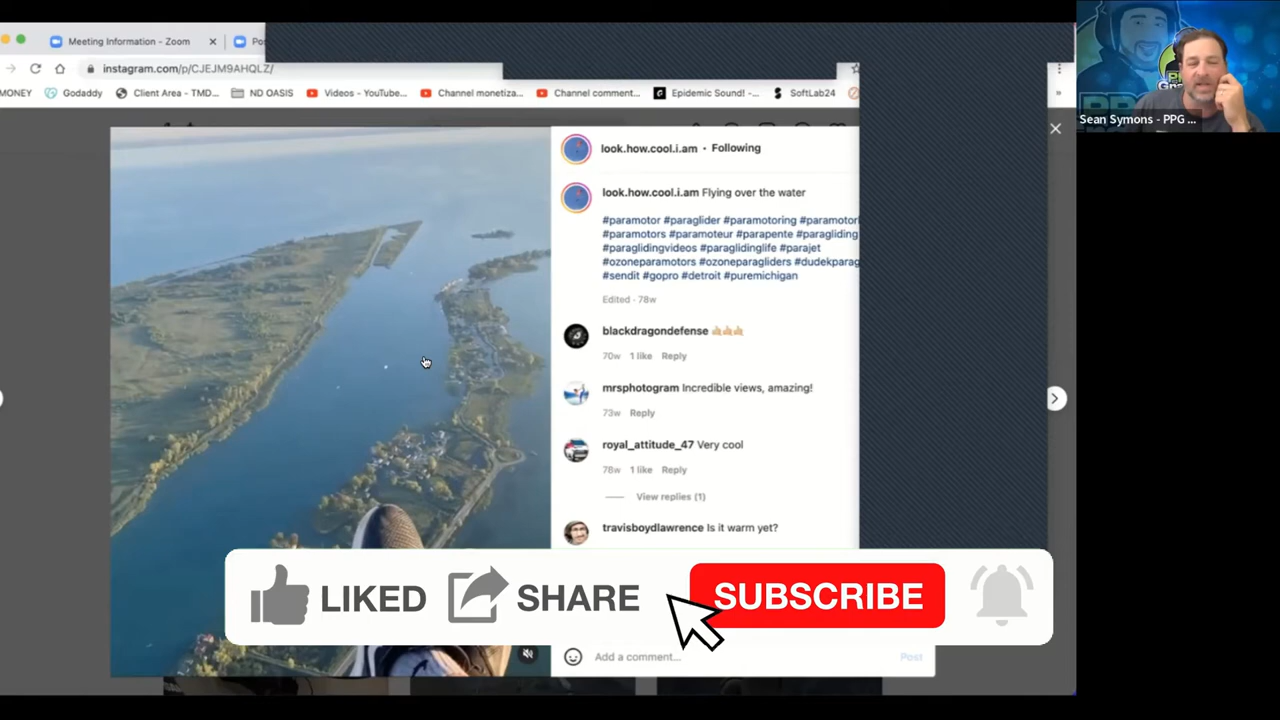 Meeting Information - Zoom
instagram.com/p/CJEJM9AHQLZ/
MONEY Godaddy Client Area - TMD... ND OASIS Videos - YouTube... Channel monetiza... Channel comment... Epidemic Sound! -... SoftLab24
Sean Symons - PPG ...
look.how.cool.i.am • Following
look.how.cool.i.am Flying over the water
#paramotor #paraglider #paramotoring #paramotorl
#paramotors #paramoteur #parapente #paragliding
#paraglidingvideos #paraglidinglife #parajet
#ozoneparamotors #ozoneparagliders #dudekparag
#sendit #gopro #detroit #puremichigan
Edited · 78w
blackdragondefense 🤙🏼🤙🏼🤙🏼
70w 1 like Reply
mrsphotogram Incredible views, amazing!
73w Reply
royal_attitude_47 Very cool
78w 1 like Reply
View replies (1)
travisboydlawrence Is it warm yet?
LIKED SHARE SUBSCRIBE
Add a comment... Post